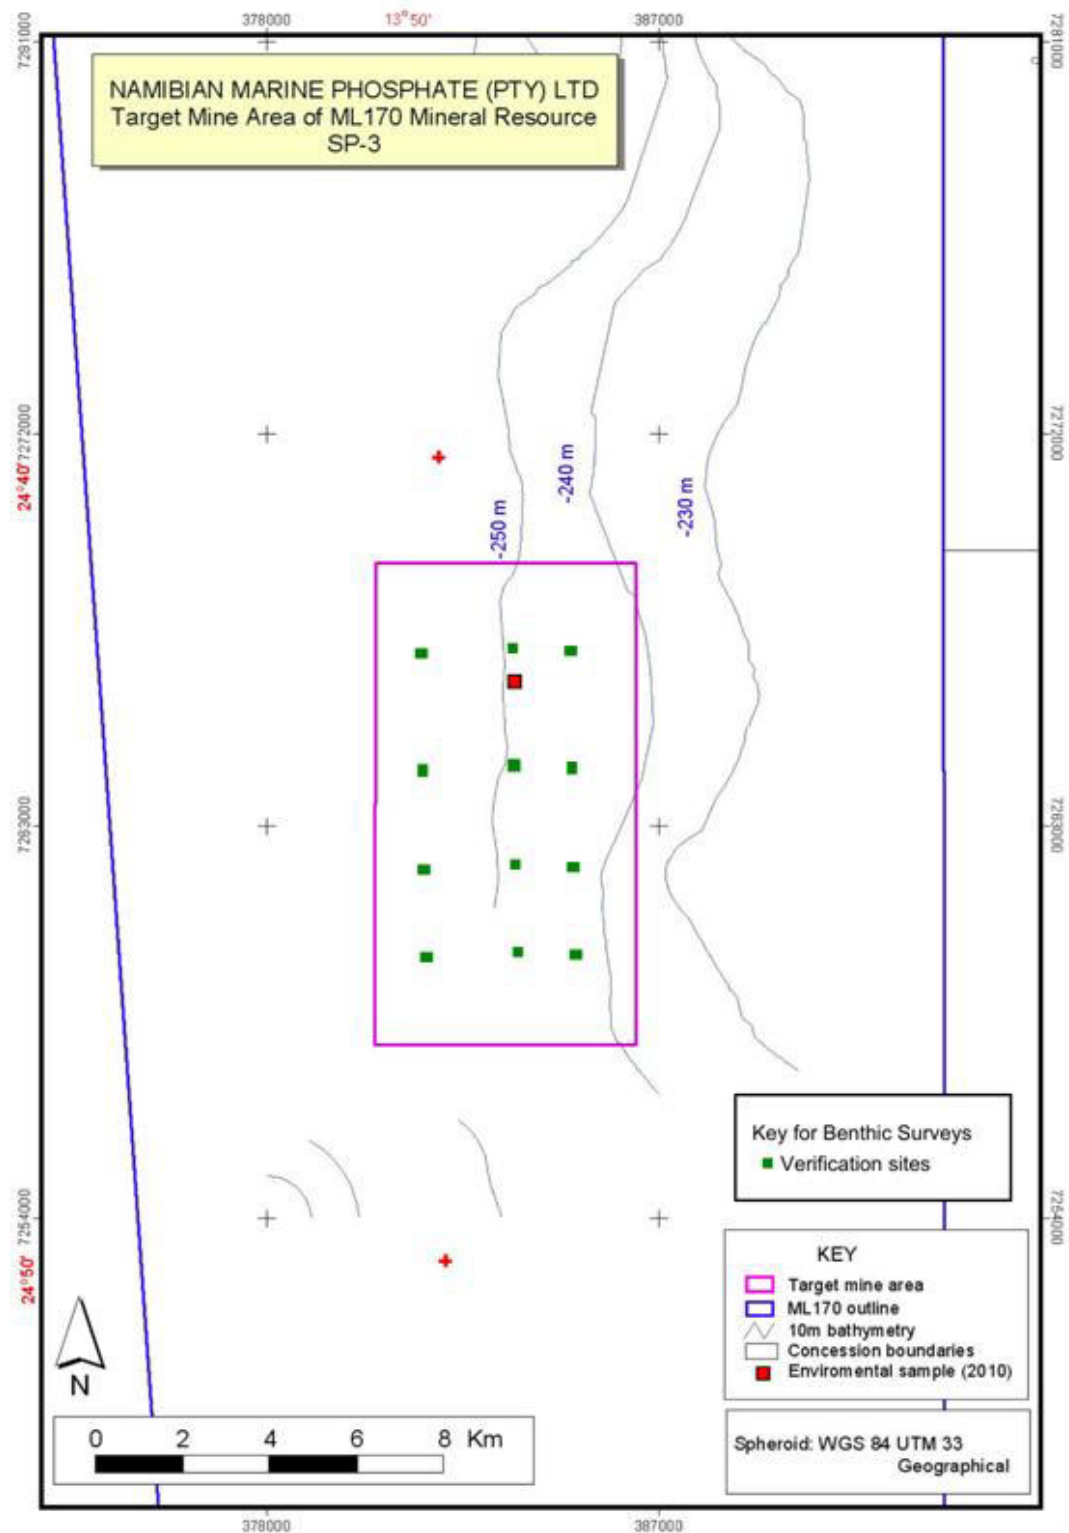 378000
13°50'
387000
7281000
7281000
NAMIBIAN MARINE PHOSPHATE (PTY) LTD
Target Mine Area of ML170 Mineral Resource
SP-3
7272000
7272000
24°40'
-250 m
-240 m
-230 m
7263000
7263000
Key for Benthic Surveys
Verification sites
7254000
7254000
24°50'
KEY
Target mine area
ML170 outline
10m bathymetry
Concession boundaries
Enviromental sample (2010)
N
0 2 4 6 8 Km
Spheroid: WGS 84 UTM 33
Geographical
378000
387000